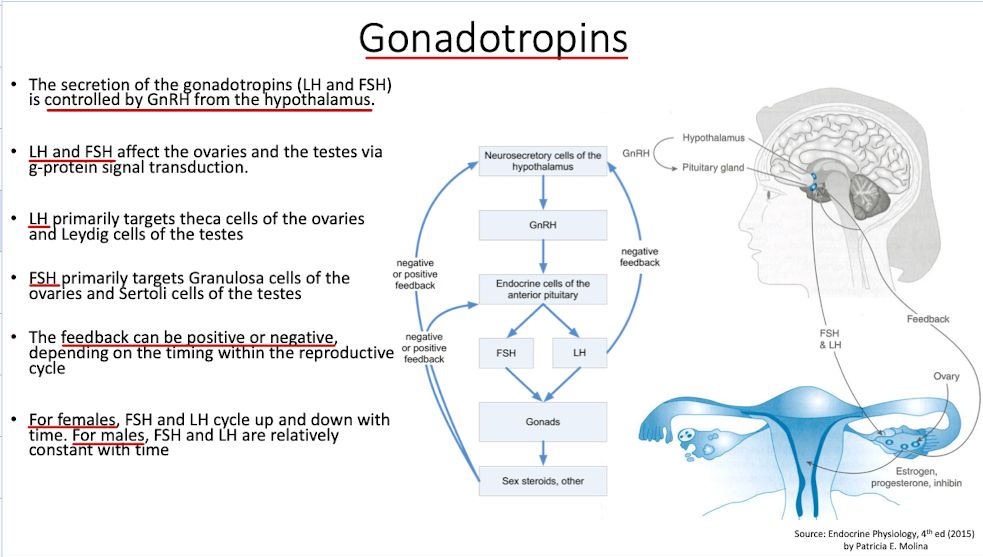 Gonadotropins
• The secretion of the gonadotropins (LH and FSH)
is controlled by GnRH from the hypothalamus.
• LH and FSH affect the ovaries and the testes via
g-protein signal transduction.
• LH primarily targets theca cells of the ovaries
and Leydig cells of the testes
• FSH primarily targets Granulosa cells of the
ovaries and Sertoli cells of the testes
• The feedback can be positive or negative,
depending on the timing within the reproductive
cycle
• For females, FSH and LH cycle up and down with
time. For males, FSH and LH are relatively
constant with time
Neurosecretory cells of the
hypothalamus
GnRH
Endocrine cells of the
anterior pituitary
FSH
LH
Gonads
Sex steroids, other
negative
or positive
feedback
negative
or positive
feedback
negative
feedback
Hypothalamus
GnRH
Pituitary gland
Feedback
FSH
& LH
Ovary
Estrogen,
progesterone, inhibin
Source: Endocrine Physiology, 4th ed (2015)
by Patricia E. Molina